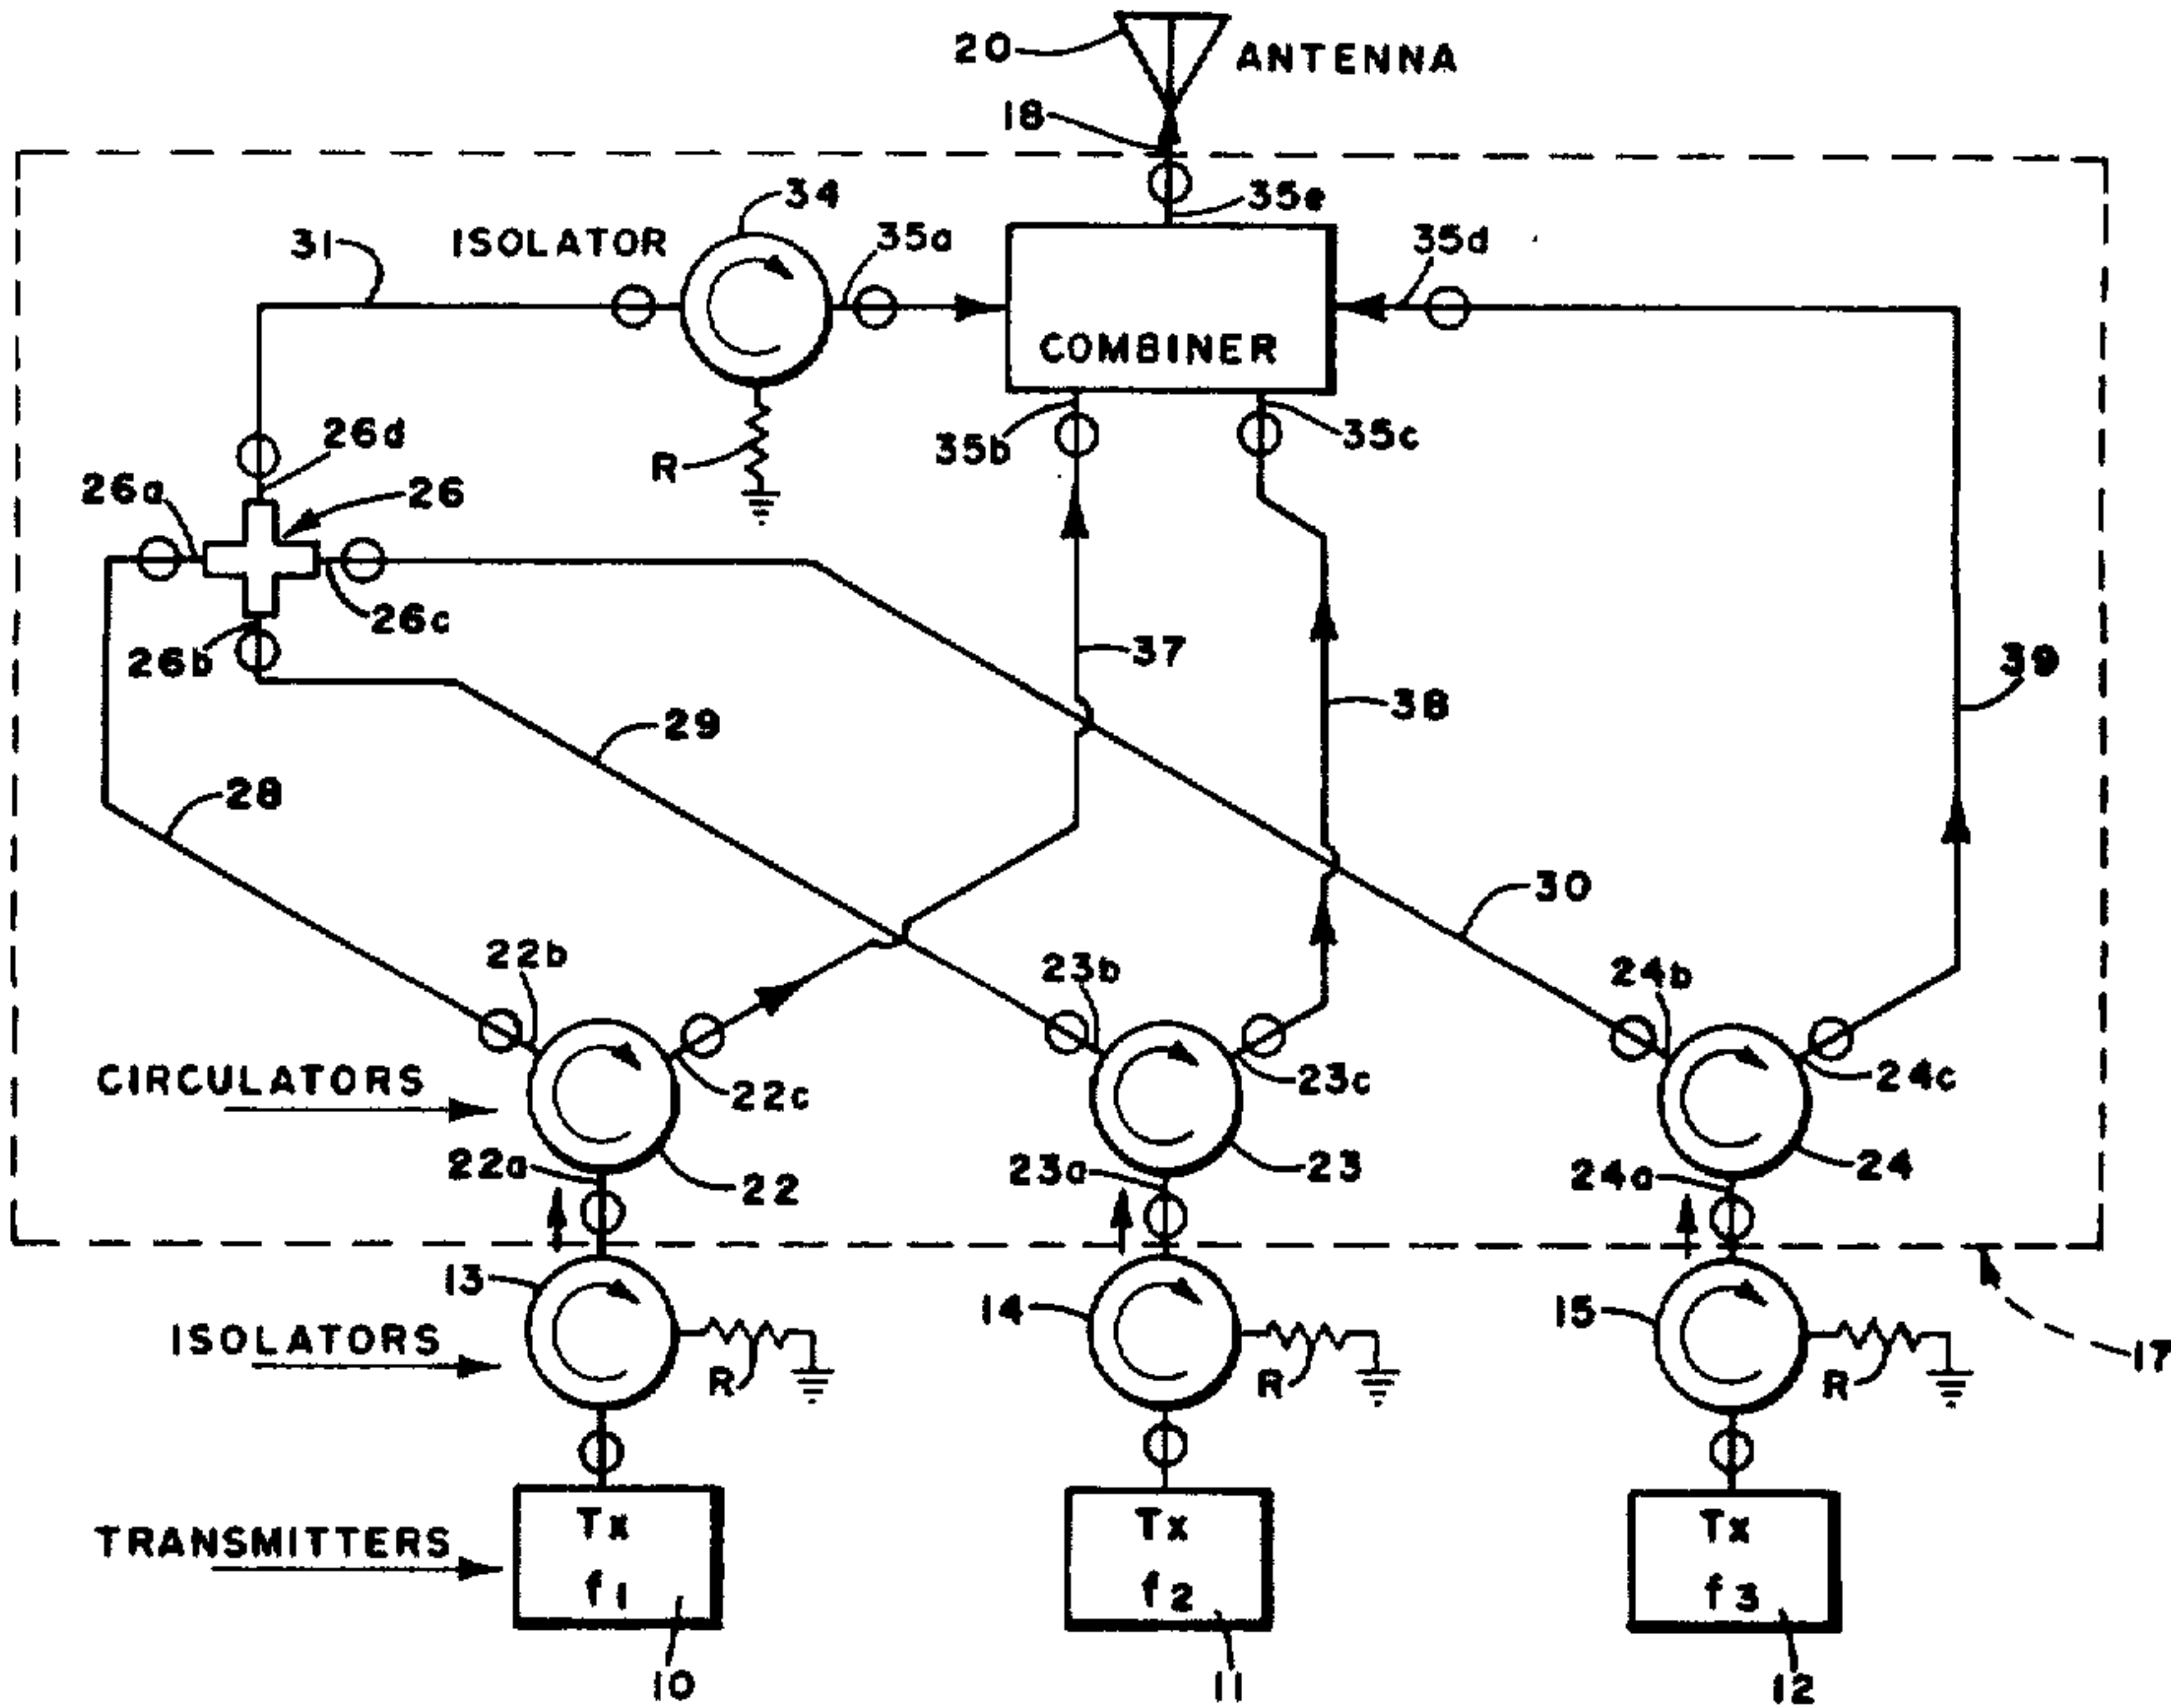 20
ANTENNA
18
34
35e
31
ISOLATOR
35a
35d
COMBINER
26d
R
35b
35c
26a
26
26c
26b
37
39
38
29
28
30
22b
23b
24b
CIRCULATORS
22c
23c
24c
22a
22
23a
23
24a
24
13
14
15
ISOLATORS
R
R
R
17
TRANSMITTERS
Tx
f1
Tx
f2
Tx
f3
10
11
12